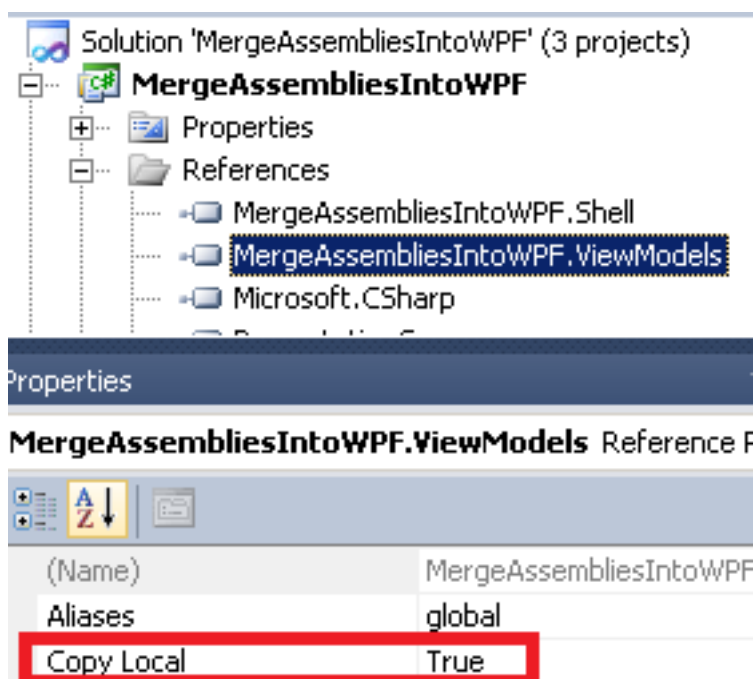 Solution 'MergeAssembliesIntoWPF' (3 projects)
MergeAssembliesIntoWPF
Properties
References
MergeAssembliesIntoWPF.Shell
MergeAssembliesIntoWPF.ViewModels
Microsoft.CSharp
Properties
MergeAssembliesIntoWPF.ViewModels Reference
(Name) MergeAssembliesIntoWPF
Aliases global
Copy Local True